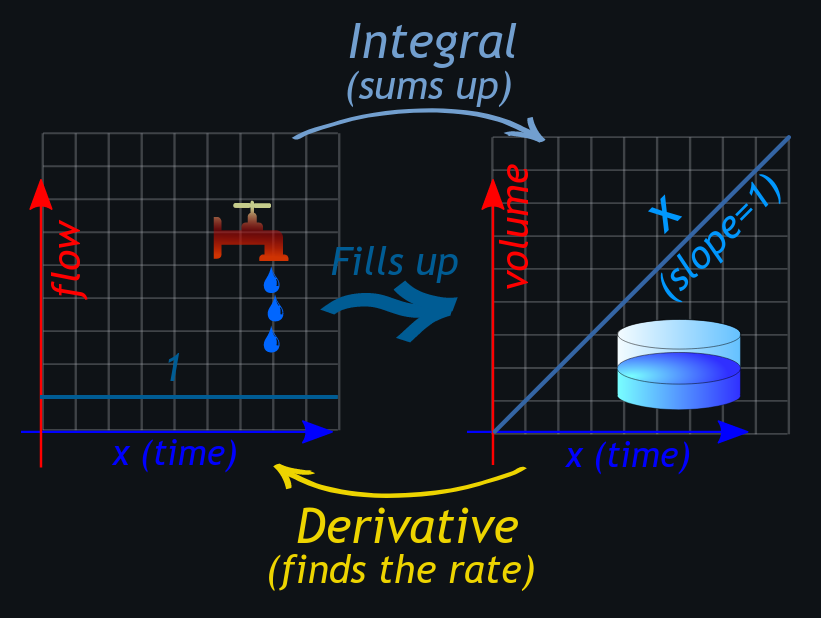 Integral
(sums up)
flow
1
x (time)
Fills up
volume
x
(slope=1)
x (time)
Derivative
(finds the rate)